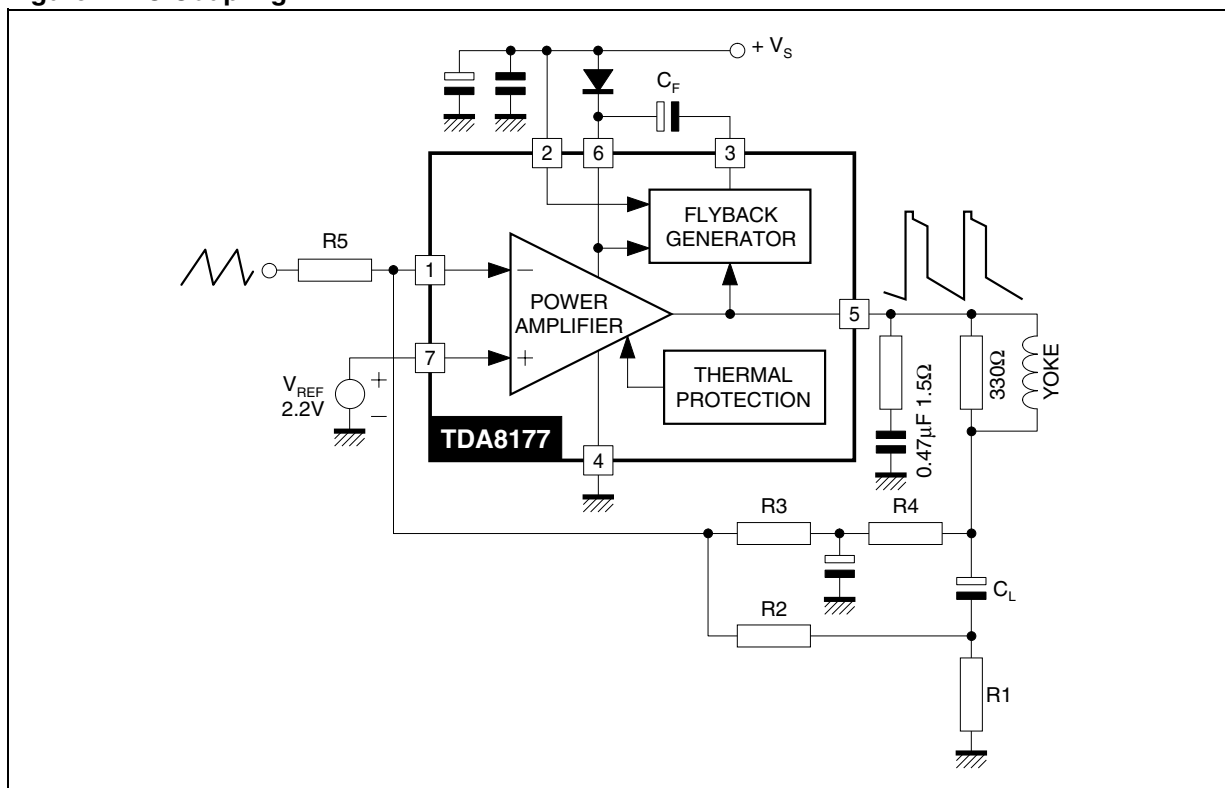 + V_S
C_F
2
6
3
FLYBACK
GENERATOR
R5
1
−
POWER
AMPLIFIER
5
7
+
V_REF
2.2V
+
−
THERMAL
PROTECTION
TDA8177
4
1.5Ω
0.47µF
330Ω
YOKE
R3
R4
C_L
R2
R1